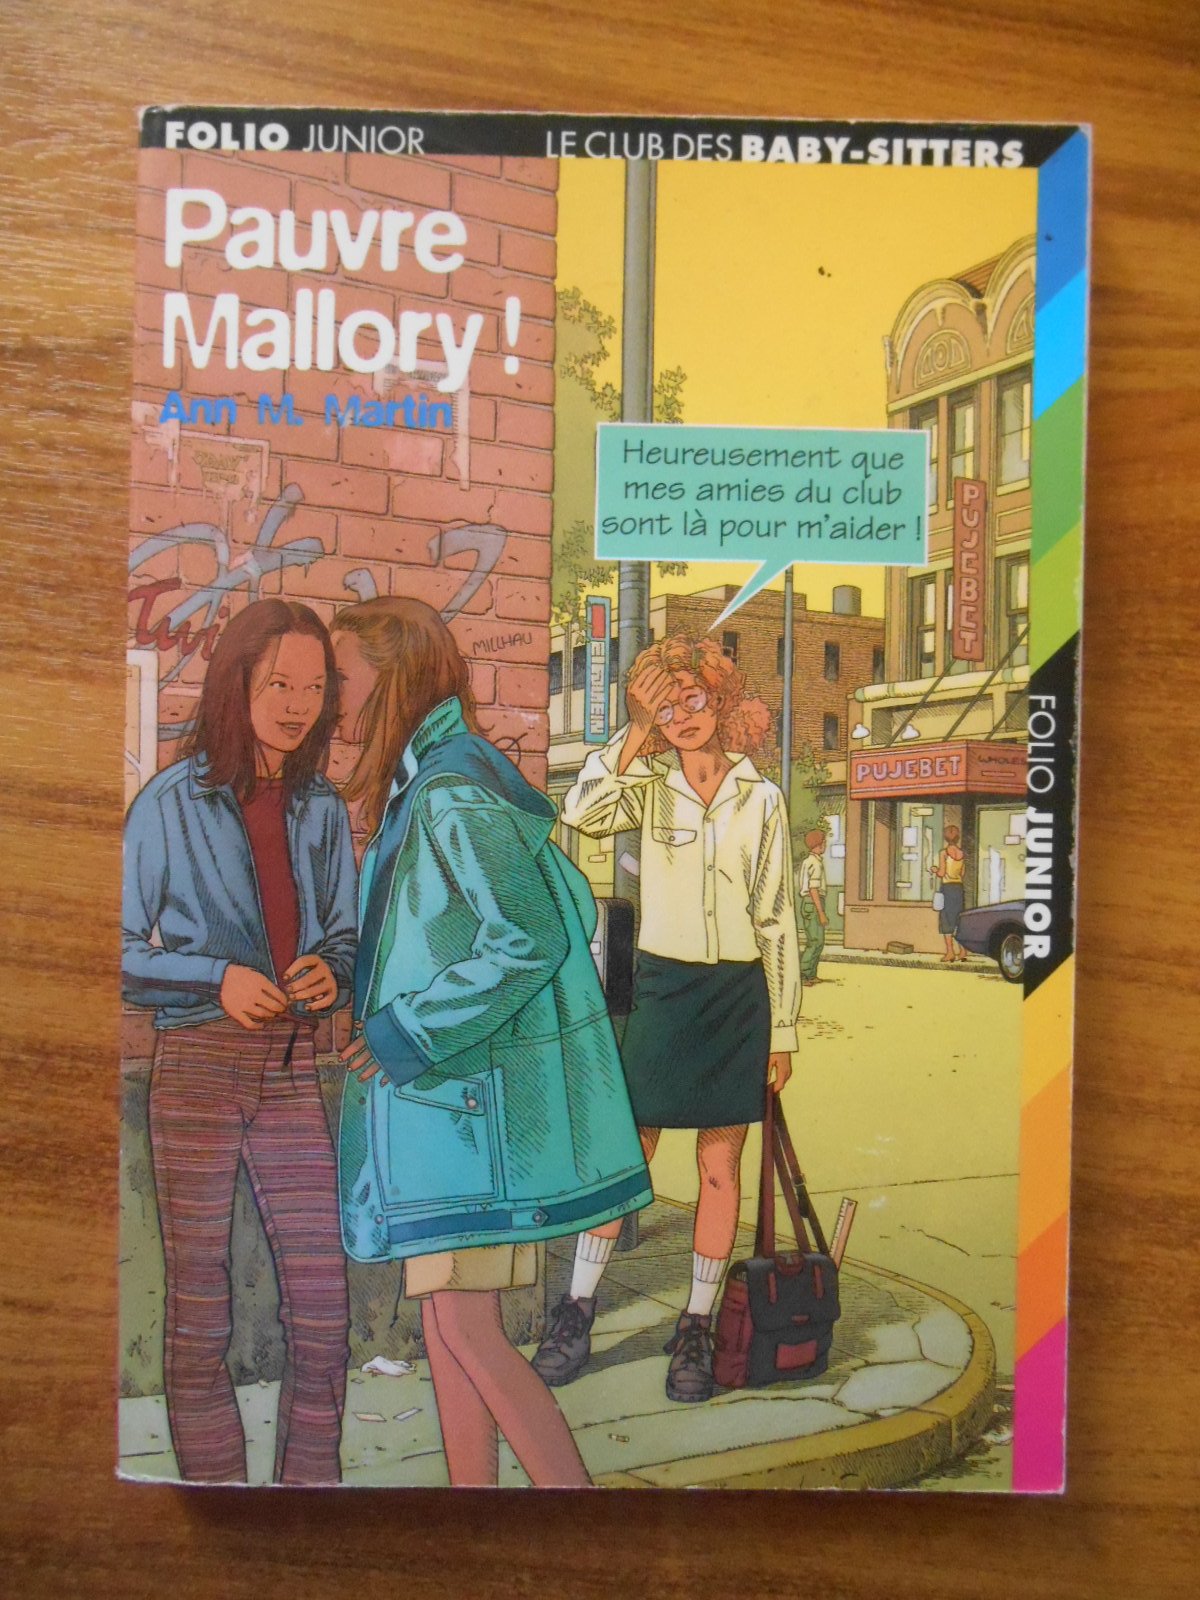 FOLIO JUNIOR
LE CLUB DES BABY-SITTERS
Pauvre
Mallory !
Ann M. Martin
Heureusement que
mes amies du club
sont là pour m'aider !
PUJEBET
MILLHAU
PUJEBET
FOLIO JUNIOR